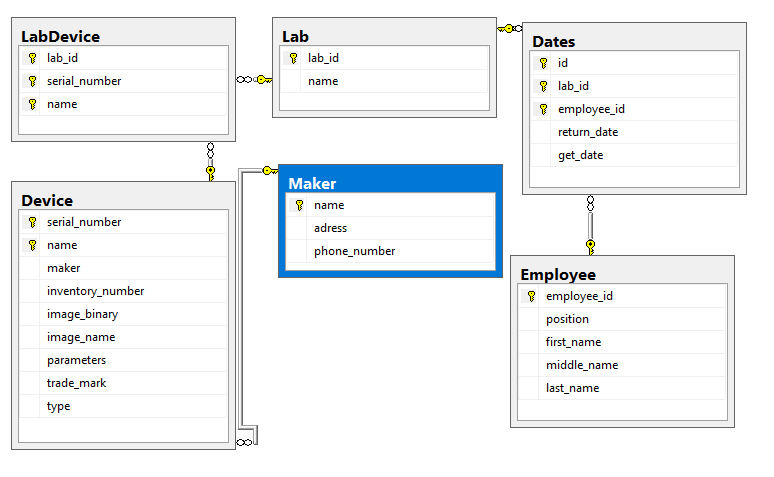 LabDevice
lab_id
serial_number
name
Lab
lab_id
name
Dates
id
lab_id
employee_id
return_date
get_date
Device
serial_number
name
maker
inventory_number
image_binary
image_name
parameters
trade_mark
type
Maker
name
adress
phone_number
Employee
employee_id
position
first_name
middle_name
last_name